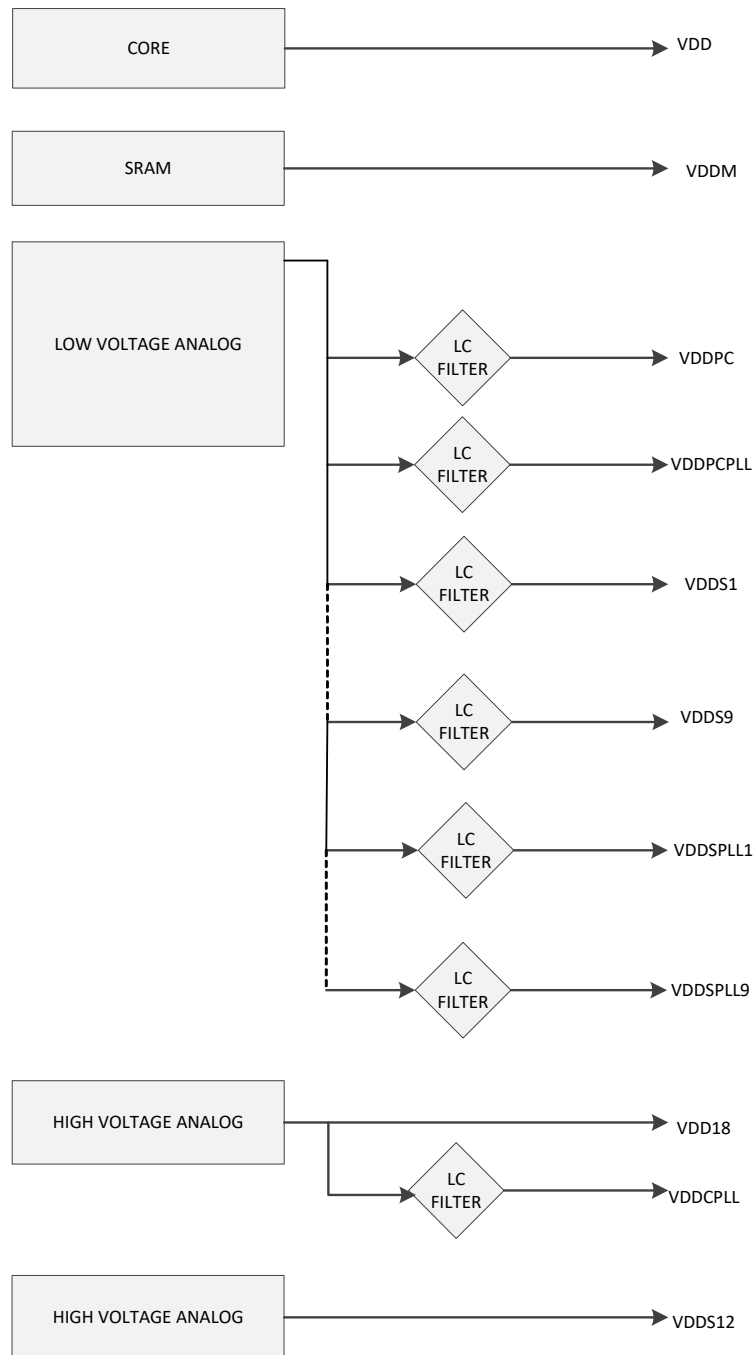 CORE
VDD
SRAM
VDDM
LOW VOLTAGE ANALOG
LC
FILTER
VDDPC
LC
FILTER
VDDPCPLL
LC
FILTER
VDDS1
LC
FILTER
VDDS9
LC
FILTER
VDDSPLL1
LC
FILTER
VDDSPLL9
HIGH VOLTAGE ANALOG
VDD18
LC
FILTER
VDDCPLL
HIGH VOLTAGE ANALOG
VDDS12